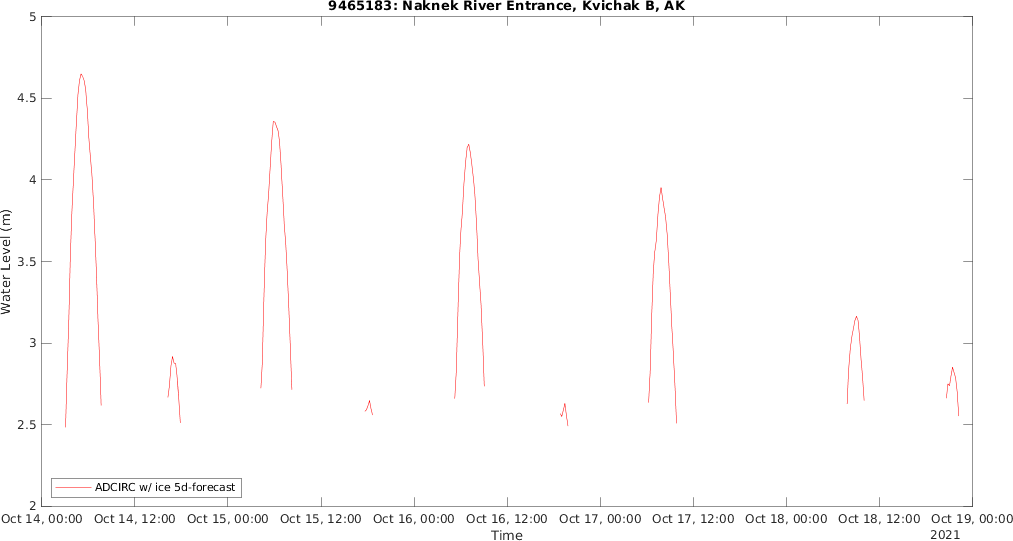 9465183: Naknek River Entrance, Kvichak B, AK
Water Level (m)
5
4.5
4
3.5
3
2.5
2
ADCIRC w/ ice 5d-forecast
Oct 14, 00:00 Oct 14, 12:00 Oct 15, 00:00 Oct 15, 12:00 Oct 16, 00:00 Oct 16, 12:00 Oct 17, 00:00 Oct 17, 12:00 Oct 18, 00:00 Oct 18, 12:00 Oct 19, 00:00
Time
2021